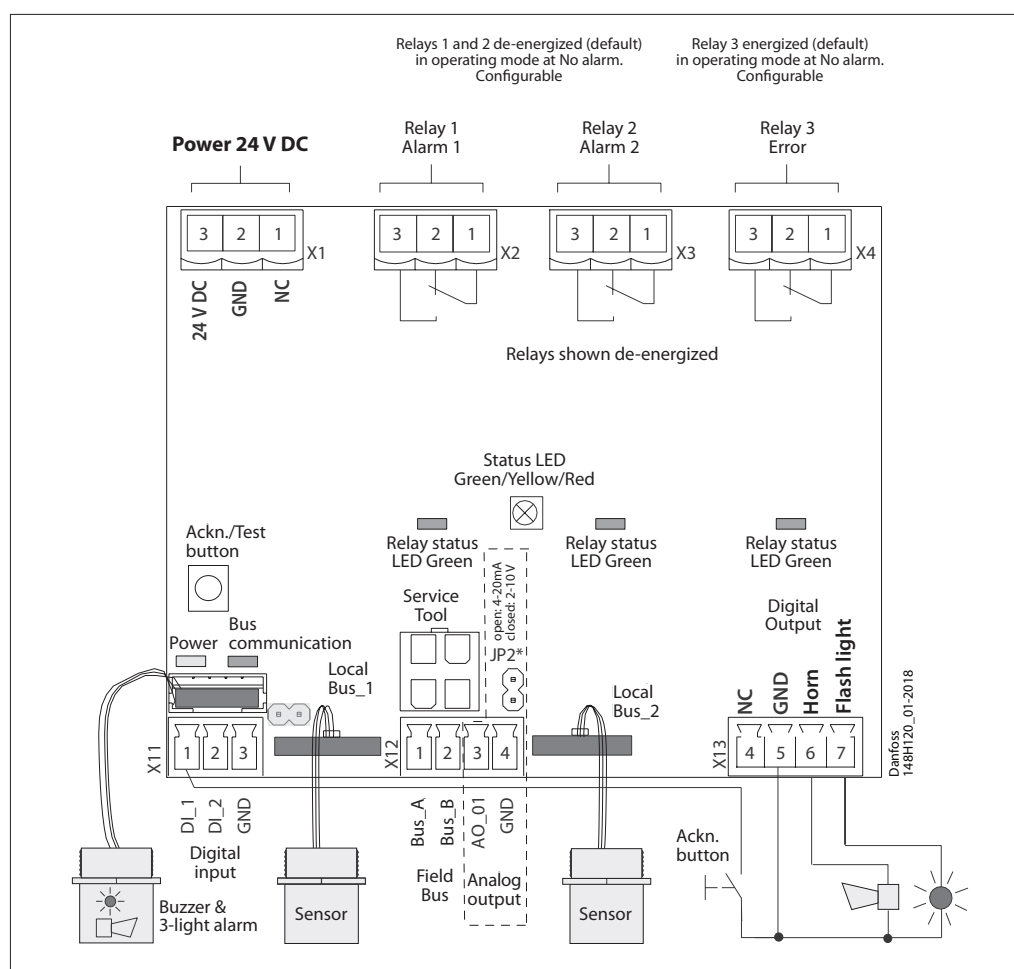 Relays 1 and 2 de-energized (default)
in operating mode at No alarm.
Configurable
Relay 3 energized (default)
in operating mode at No alarm.
Configurable
Power 24 V DC
Relay 1
Alarm 1
Relay 2
Alarm 2
Relay 3
Error
3 2 1
X1
3 2 1
X2
3 2 1
X3
3 2 1
X4
24 V DC
GND
NC
Relays shown de-energized
Status LED
Green/Yellow/Red
Ackn./Test
button
Relay status
LED Green
Relay status
LED Green
Relay status
LED Green
open: 4-20mA
closed: 2-10 V
Service
Tool
JP2*
Digital
Output
Power
Bus
communication
Local
Bus_1
Local
Bus_2
NC
GND
Horn
Flash light
X11
1 2 3
X12
1 2 3 4
X13
4 5 6 7
Danfoss
148H120_01-2018
DI_1
DI_2
GND
Bus_A
Bus_B
AO_01
GND
Digital
input
Field
Bus
Analog
output
Ackn.
button
Buzzer &
3-light alarm
Sensor
Sensor